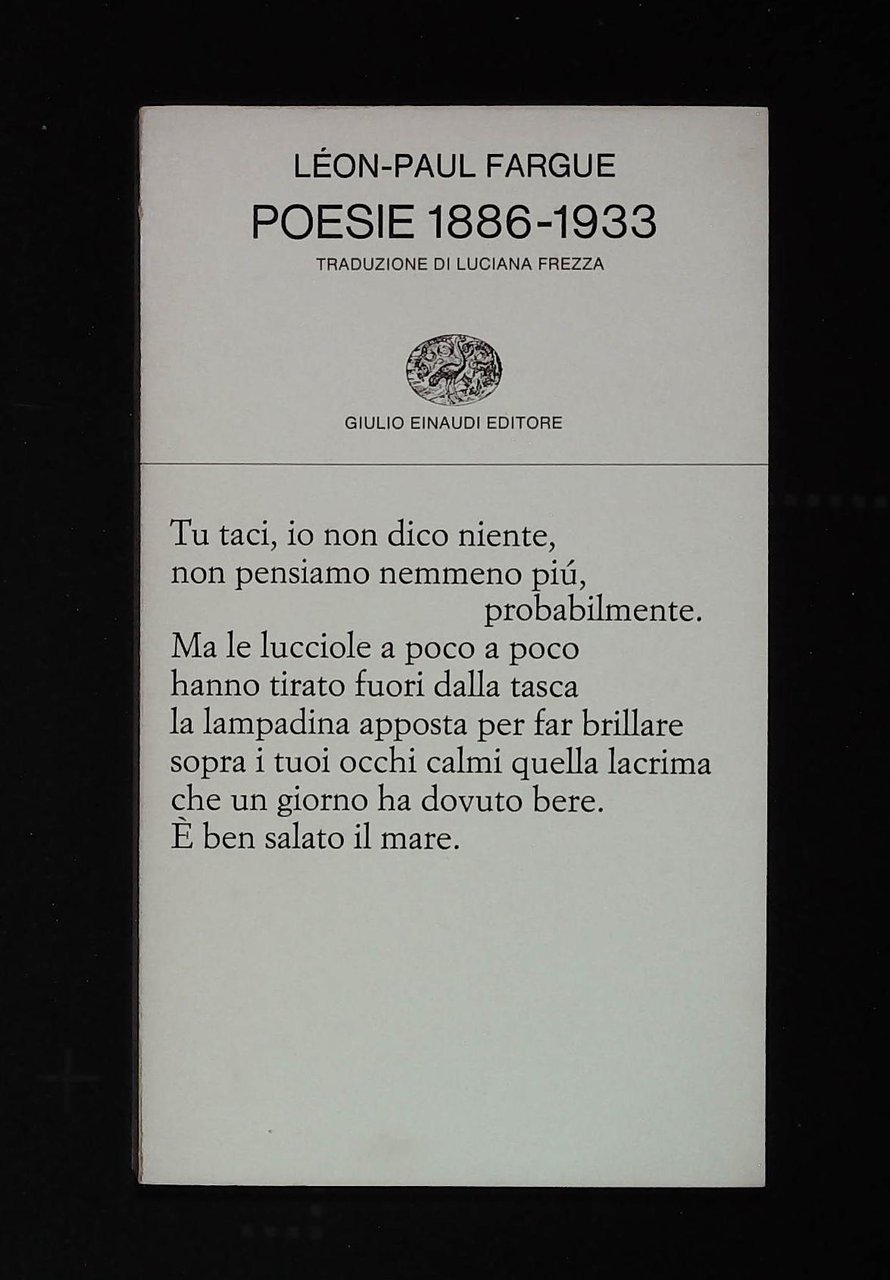 LÉON-PAUL FARGUE
POESIE 1886-1933
TRADUZIONE DI LUCIANA FREZZA
GIULIO EINAUDI EDITORE
Tu taci, io non dico niente,
non pensiamo nemmeno piú,
probabilmente.
Ma le lucciole a poco a poco
hanno tirato fuori dalla tasca
la lampadina apposta per far brillare
sopra i tuoi occhi calmi quella lacrima
che un giorno ha dovuto bere.
È ben salato il mare.